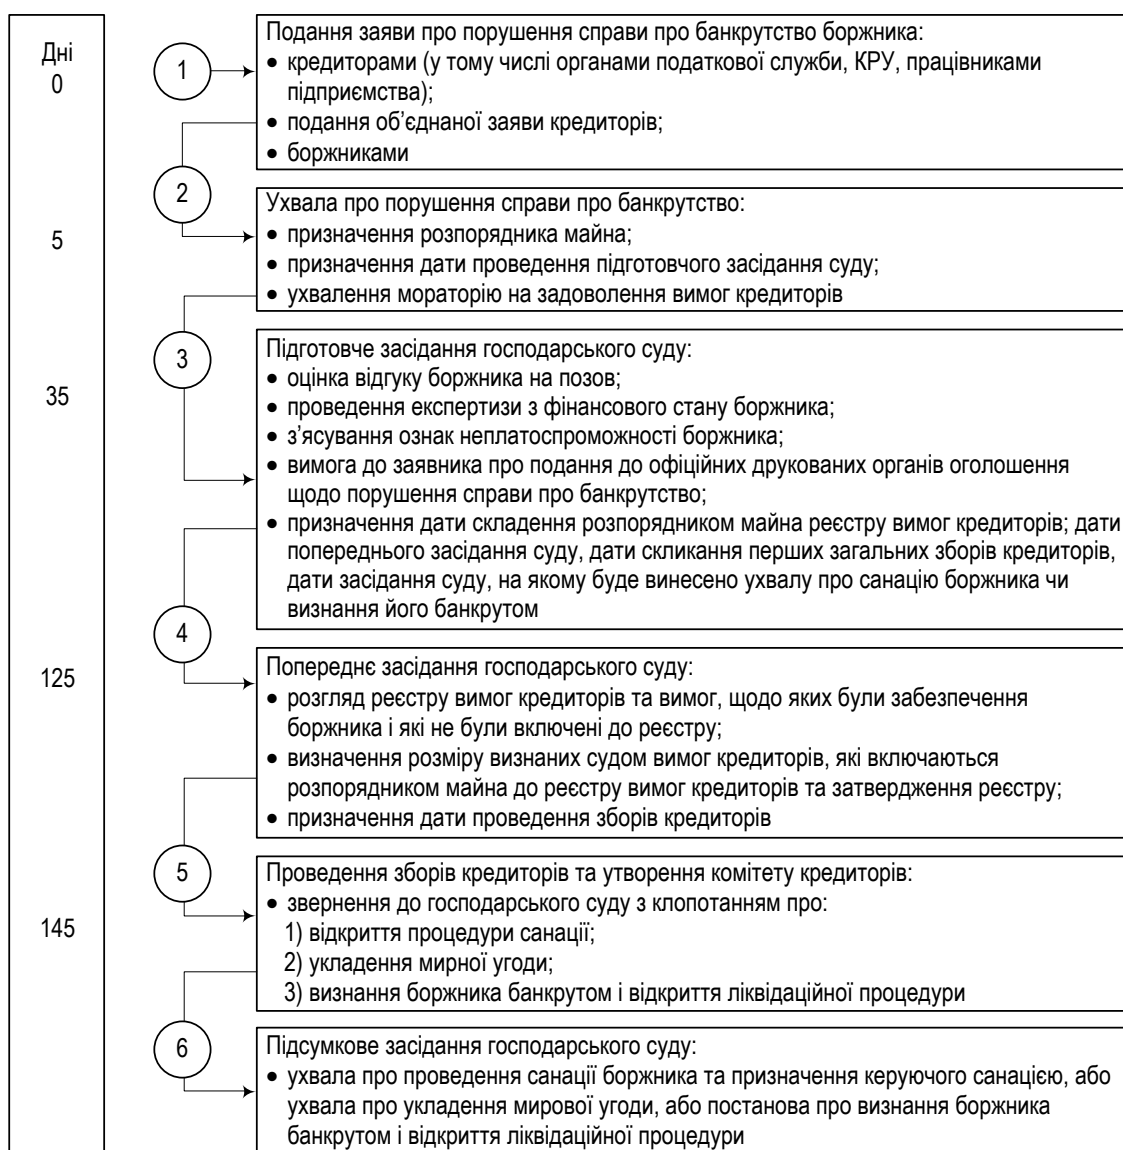 Дні
0
1
Подання заяви про порушення справи про банкрутство боржника:
• кредиторами (у тому числі органами податкової служби, КРУ, працівниками
підприємства);
• подання об’єднаної заяви кредиторів;
• боржниками
2
5
Ухвала про порушення справи про банкрутство:
• призначення розпорядника майна;
• призначення дати проведення підготовчого засідання суду;
• ухвалення мораторію на задоволення вимог кредиторів
3
35
Підготовче засідання господарського суду:
• оцінка відгуку боржника на позов;
• проведення експертизи з фінансового стану боржника;
• з’ясування ознак неплатоспроможності боржника;
• вимога до заявника про подання до офіційних друкованих органів оголошення
щодо порушення справи про банкрутство;
• призначення дати складення розпорядником майна реєстру вимог кредиторів; дати
попереднього засідання суду, дати скликання перших загальних зборів кредиторів,
дати засідання суду, на якому буде винесено ухвалу про санацію боржника чи
визнання його банкрутом
4
125
Попереднє засідання господарського суду:
• розгляд реєстру вимог кредиторів та вимог, щодо яких були забезпечення
боржника і які не були включені до реєстру;
• визначення розміру визнаних судом вимог кредиторів, які включаються
розпорядником майна до реєстру вимог кредиторів та затвердження реєстру;
• призначення дати проведення зборів кредиторів
5
145
Проведення зборів кредиторів та утворення комітету кредиторів:
• звернення до господарського суду з клопотанням про:
1) відкриття процедури санації;
2) укладення мирної угоди;
3) визнання боржника банкрутом і відкриття ліквідаційної процедури
6
Підсумкове засідання господарського суду:
• ухвала про проведення санації боржника та призначення керуючого санацією, або
ухвала про укладення мирової угоди, або постанова про визнання боржника
банкрутом і відкриття ліквідаційної процедури